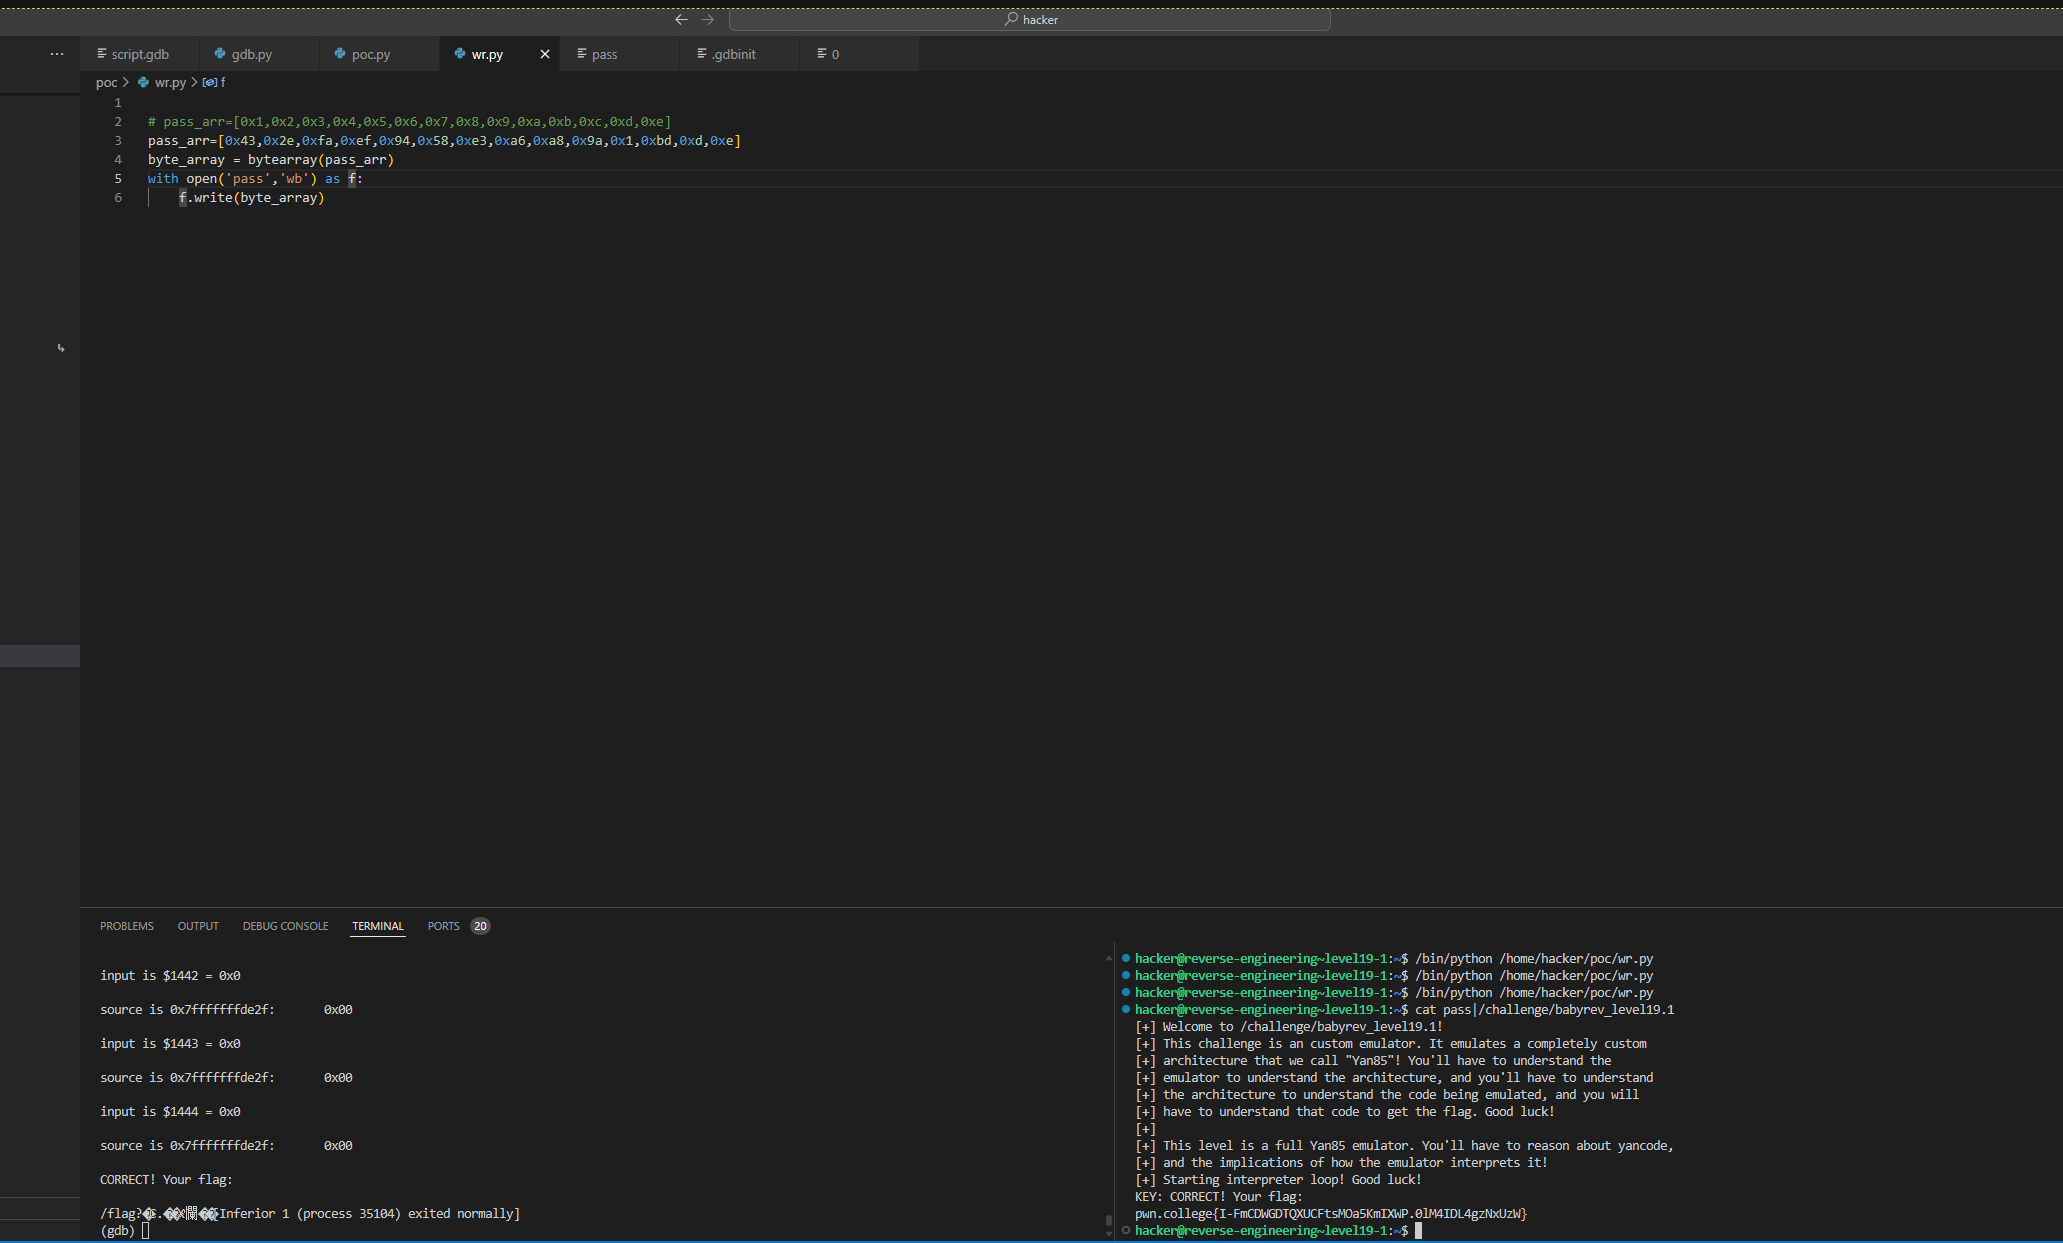 hacker
script.gdb
gdb.py
poc.py
wr.py
pass
.gdbinit
0
poc > wr.py > f
1
2 # pass_arr=[0x1,0x2,0x3,0x4,0x5,0x6,0x7,0x8,0x9,0xa,0xb,0xc,0xd,0xe]
3 pass_arr=[0x43,0x2e,0xfa,0xef,0x94,0x58,0xe3,0xa6,0xa8,0x9a,0x1,0xbd,0xd,0xe]
4 byte_array = bytearray(pass_arr)
5 with open('pass','wb') as f:
6 f.write(byte_array)
PROBLEMS OUTPUT DEBUG CONSOLE TERMINAL PORTS 20
input is $1442 = 0x0
source is 0x7fffffffde2f: 0x00
input is $1443 = 0x0
source is 0x7fffffffde2f: 0x00
input is $1444 = 0x0
source is 0x7fffffffde2f: 0x00
CORRECT! Your flag:
/flag? [Inferior 1 (process 35104) exited normally]
(gdb)
hacker@reverse-engineering~level19-1:~$ /bin/python /home/hacker/poc/wr.py
hacker@reverse-engineering~level19-1:~$ /bin/python /home/hacker/poc/wr.py
hacker@reverse-engineering~level19-1:~$ /bin/python /home/hacker/poc/wr.py
hacker@reverse-engineering~level19-1:~$ cat pass|/challenge/babyrev_level19.1
[+] Welcome to /challenge/babyrev_level19.1!
[+] This challenge is an custom emulator. It emulates a completely custom
[+] architecture that we call "Yan85"! You'll have to understand the
[+] emulator to understand the architecture, and you'll have to understand
[+] the architecture to understand the code being emulated, and you will
[+] have to understand that code to get the flag. Good luck!
[+]
[+] This level is a full Yan85 emulator. You'll have to reason about yancode,
[+] and the implications of how the emulator interprets it!
[+] Starting interpreter loop! Good luck!
KEY: CORRECT! Your flag:
pwn.college{I-FmCDWGDTQXUCFtsMOa5KmIXWP.0lM4IDL4gzNxUzW}
hacker@reverse-engineering~level19-1:~$